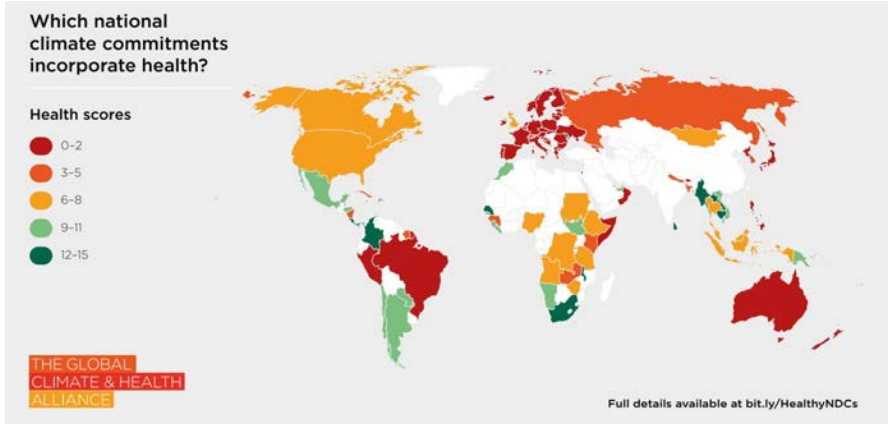 Which national
climate commitments
incorporate health?
Health scores
0–2
3–5
6–8
9–11
12–15
THE GLOBAL
CLIMATE & HEALTH
ALLIANCE
Full details available at bit.ly/HealthyNDCs